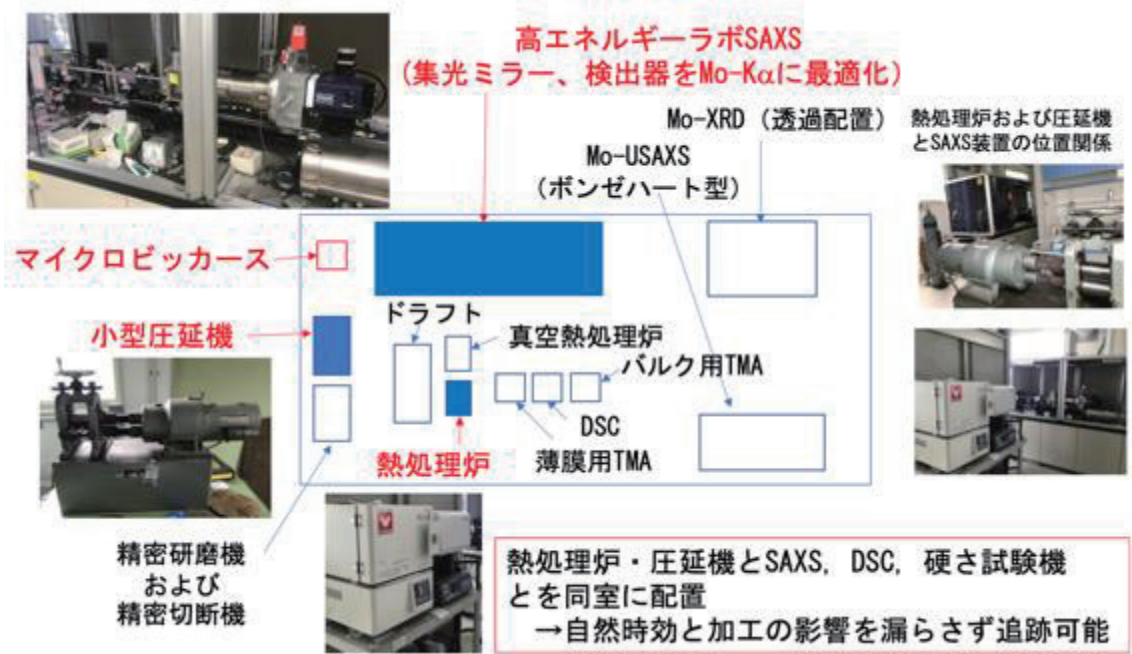 高エネルギーラボSAXS
（集光ミラー、検出器をMo-Kαに最適化）
Mo-XRD（透過配置）
熱処理炉および圧延機
とSAXS装置の位置関係
Mo-USAXS
（ボンゼハート型）
マイクロビッカース
ドラフト
小型圧延機
真空熱処理炉
バルク用TMA
DSC
熱処理炉
薄膜用TMA
精密研磨機
および
精密切断機
熱処理炉・圧延機とSAXS, DSC, 硬さ試験機
とを同室に配置
→自然時効と加工の影響を漏らさず追跡可能